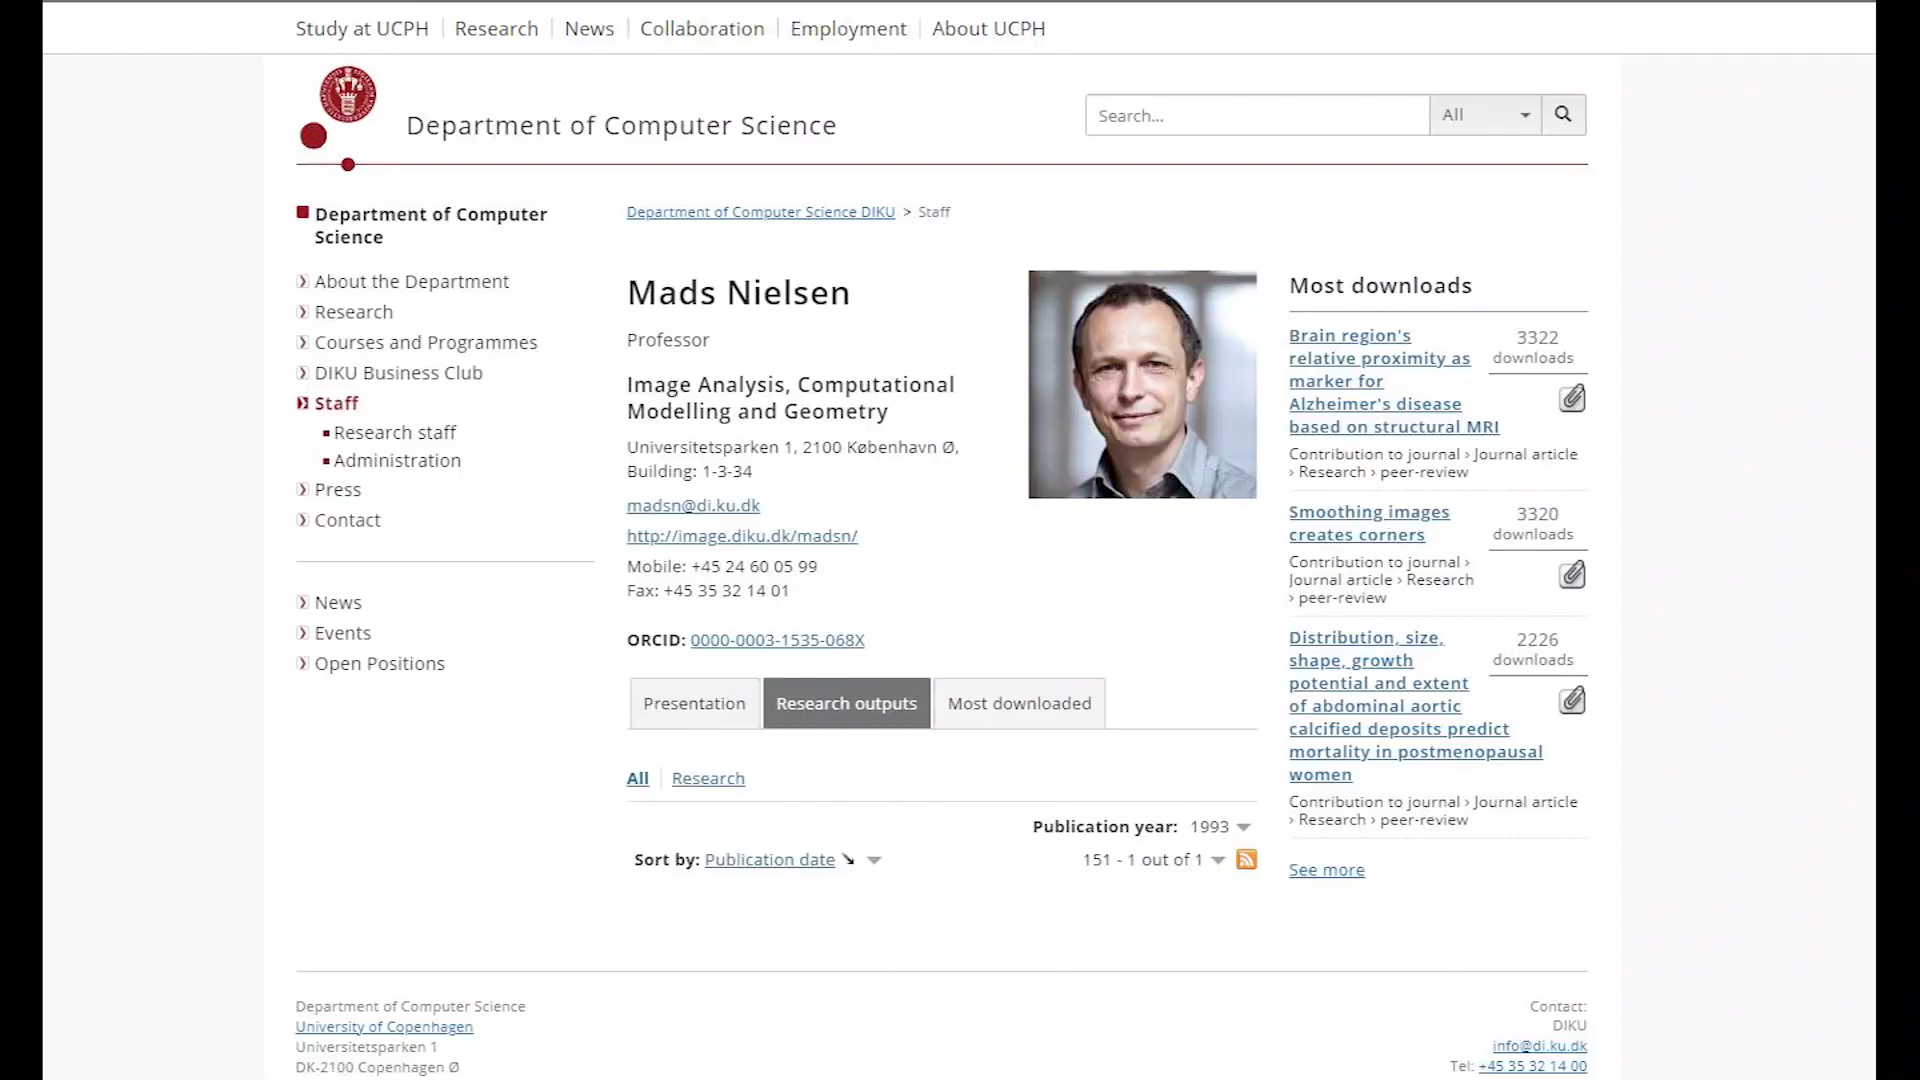 Study at UCPH
Research
News
Collaboration
Employment
About UCPH
Department of Computer Science
Search...
All
Department of Computer
Science
About the Department
Research
Courses and Programmes
DIKU Business Club
Staff
Research staff
Administration
Press
Contact
News
Events
Open Positions
Department of Computer Science DIKU > Staff
Mads Nielsen
Professor
Image Analysis, Computational
Modelling and Geometry
Universitetsparken 1, 2100 København Ø,
Building: 1-3-34
madsn@di.ku.dk
http://image.diku.dk/madsn/
Mobile: +45 24 60 05 99
Fax: +45 35 32 14 01
ORCID: 0000-0003-1535-068X
Presentation
Research outputs
Most downloaded
All
Research
Publication year: 1993
Sort by: Publication date
151 - 1 out of 1
Most downloads
Brain region's
relative proximity as
marker for
Alzheimer's disease
based on structural MRI
3322
downloads
Contribution to journal › Journal article
› Research › peer-review
Smoothing images
creates corners
3320
downloads
Contribution to journal ›
Journal article › Research
› peer-review
Distribution, size,
shape, growth
potential and extent
of abdominal aortic
calcified deposits predict
mortality in postmenopausal
women
2226
downloads
Contribution to journal › Journal article
› Research › peer-review
See more
Department of Computer Science
University of Copenhagen
Universitetsparken 1
DK-2100 Copenhagen Ø
Contact:
DIKU
info@di.ku.dk
Tel: +45 35 32 14 00